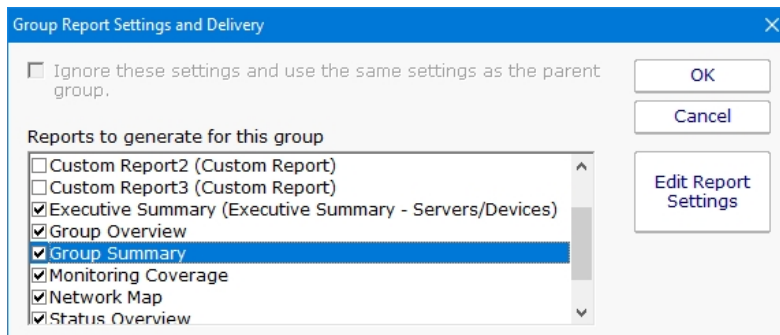 Group Report Settings and Delivery
Ignore these settings and use the same settings as the parent
group.
OK
Cancel
Reports to generate for this group
Custom Report2 (Custom Report)
Custom Report3 (Custom Report)
Executive Summary (Executive Summary - Servers/Devices)
Edit Report
Settings
Group Overview
Group Summary
Monitoring Coverage
Network Map
Status Overview